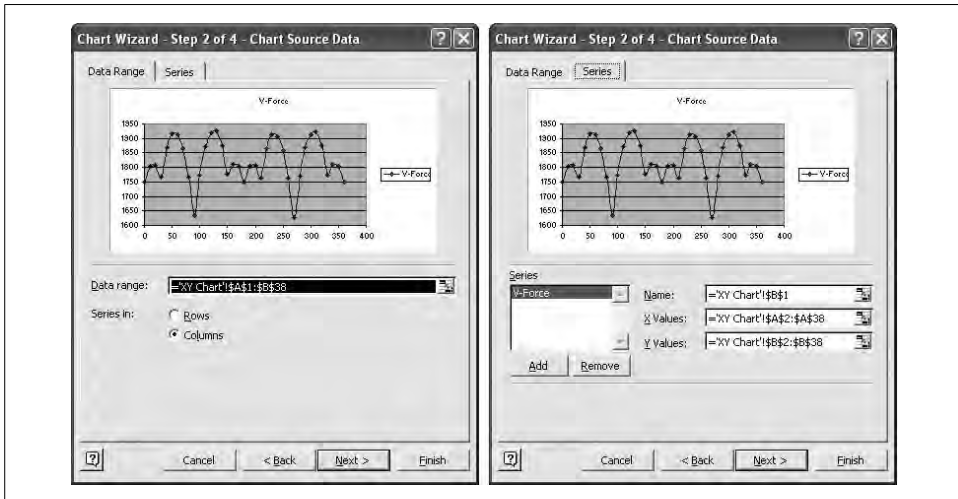 Chart Wizard - Step 2 of 4 - Chart Source Data
Data Range
Series
V-Force
1950
1900
1850
1800
1750
1700
1650
1600
0 50 100 150 200 250 300 350 400
V-Force
Data range:
='XY Chart'!$A$1:$B$38
Series in:
Rows
Columns
Cancel
< Back
Next >
Finish
Chart Wizard - Step 2 of 4 - Chart Source Data
Data Range
Series
V-Force
1950
1900
1850
1800
1750
1700
1650
1600
0 50 100 150 200 250 300 350 400
V-Force
Series
V-Force
Name:
='XY Chart'!$B$1
X Values:
='XY Chart'!$A$2:$A$38
Y Values:
='XY Chart'!$B$2:$B$38
Add
Remove
Cancel
< Back
Next >
Finish